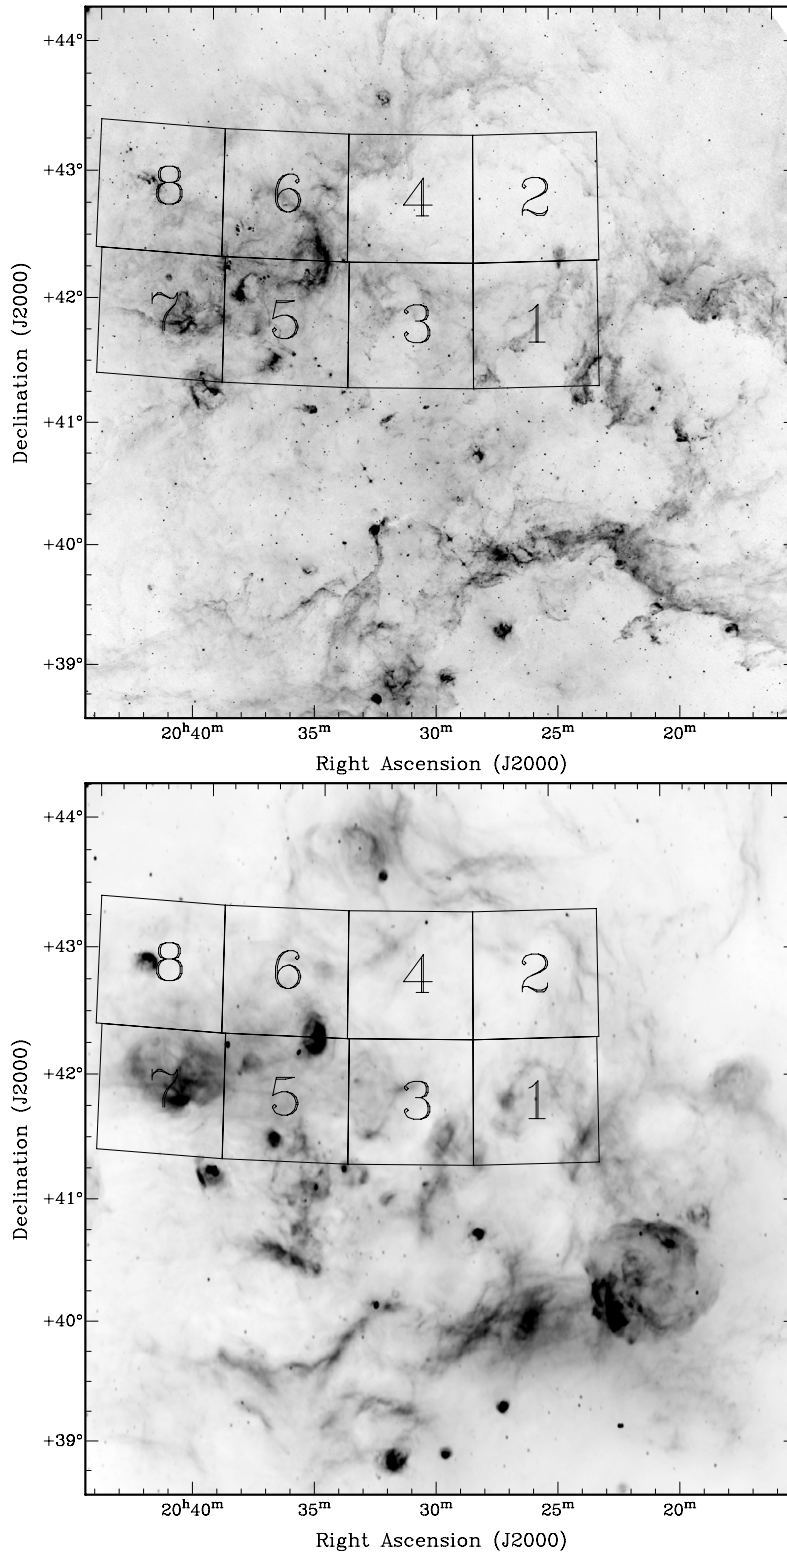 +44°
+43°
8 6 4 2
+42°
7 5 3 1
+41°
+40°
+39°
Declination (J2000)
20ʰ40ᵐ 35ᵐ 30ᵐ 25ᵐ 20ᵐ
Right Ascension (J2000)
+44°
+43°
8 6 4 2
+42°
7 5 3 1
+41°
+40°
+39°
Declination (J2000)
20ʰ40ᵐ 35ᵐ 30ᵐ 25ᵐ 20ᵐ
Right Ascension (J2000)